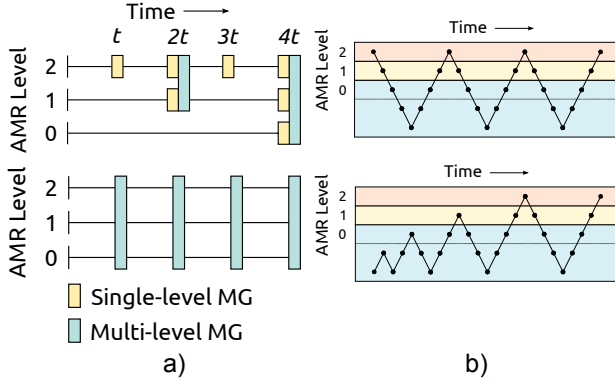 Time
t 2t 3t 4t
AMR Level
2
1
0
AMR Level
2
1
0
Single-level MG
Multi-level MG
a)
Time
AMR Level
2
1
0
Time
AMR Level
2
1
0
b)